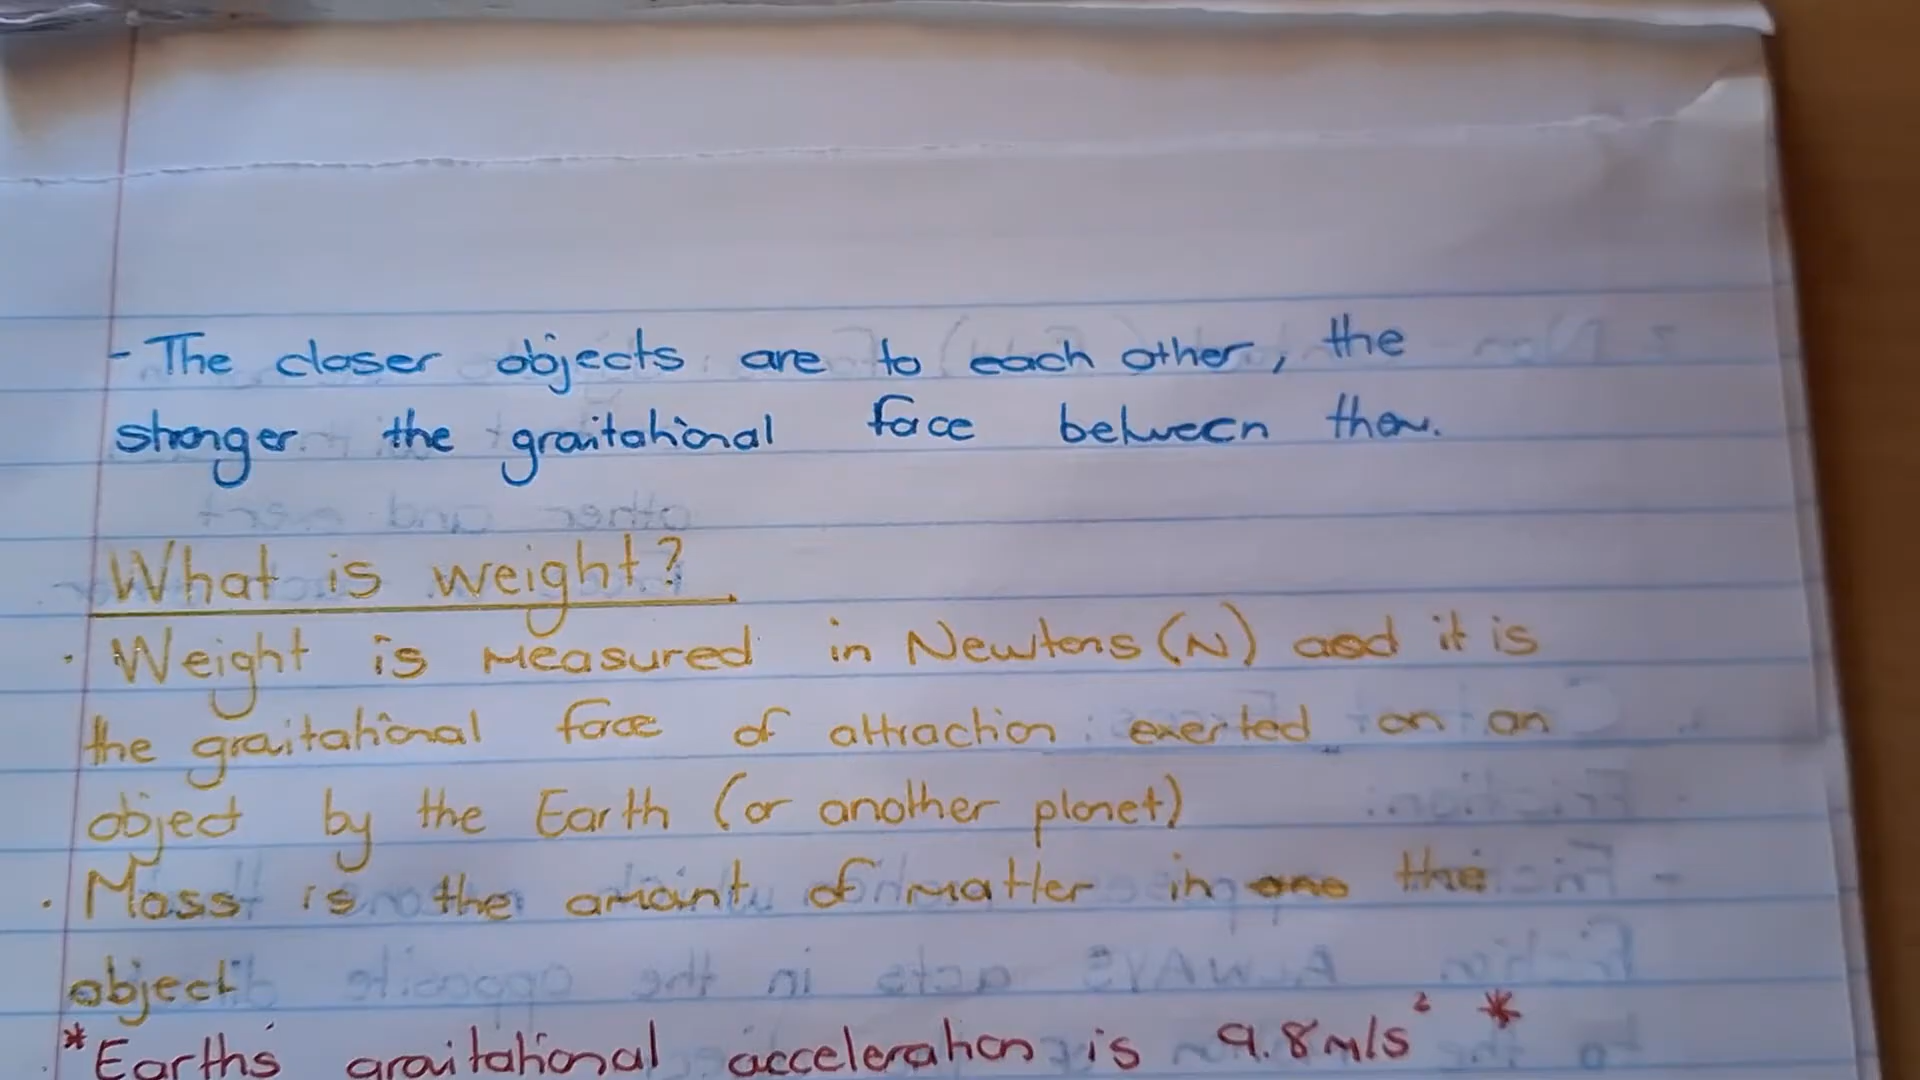 - The closer objects are to each other, the
stronger the gravitational force between them.
What is weight?
· Weight is measured in Newtons (N) and it is
the gravitational force of attraction exerted on an
object by the Earth (or another planet)
· Mass is the amount of matter in the
object
* Earth's gravitational acceleration is 9.8m/s² *